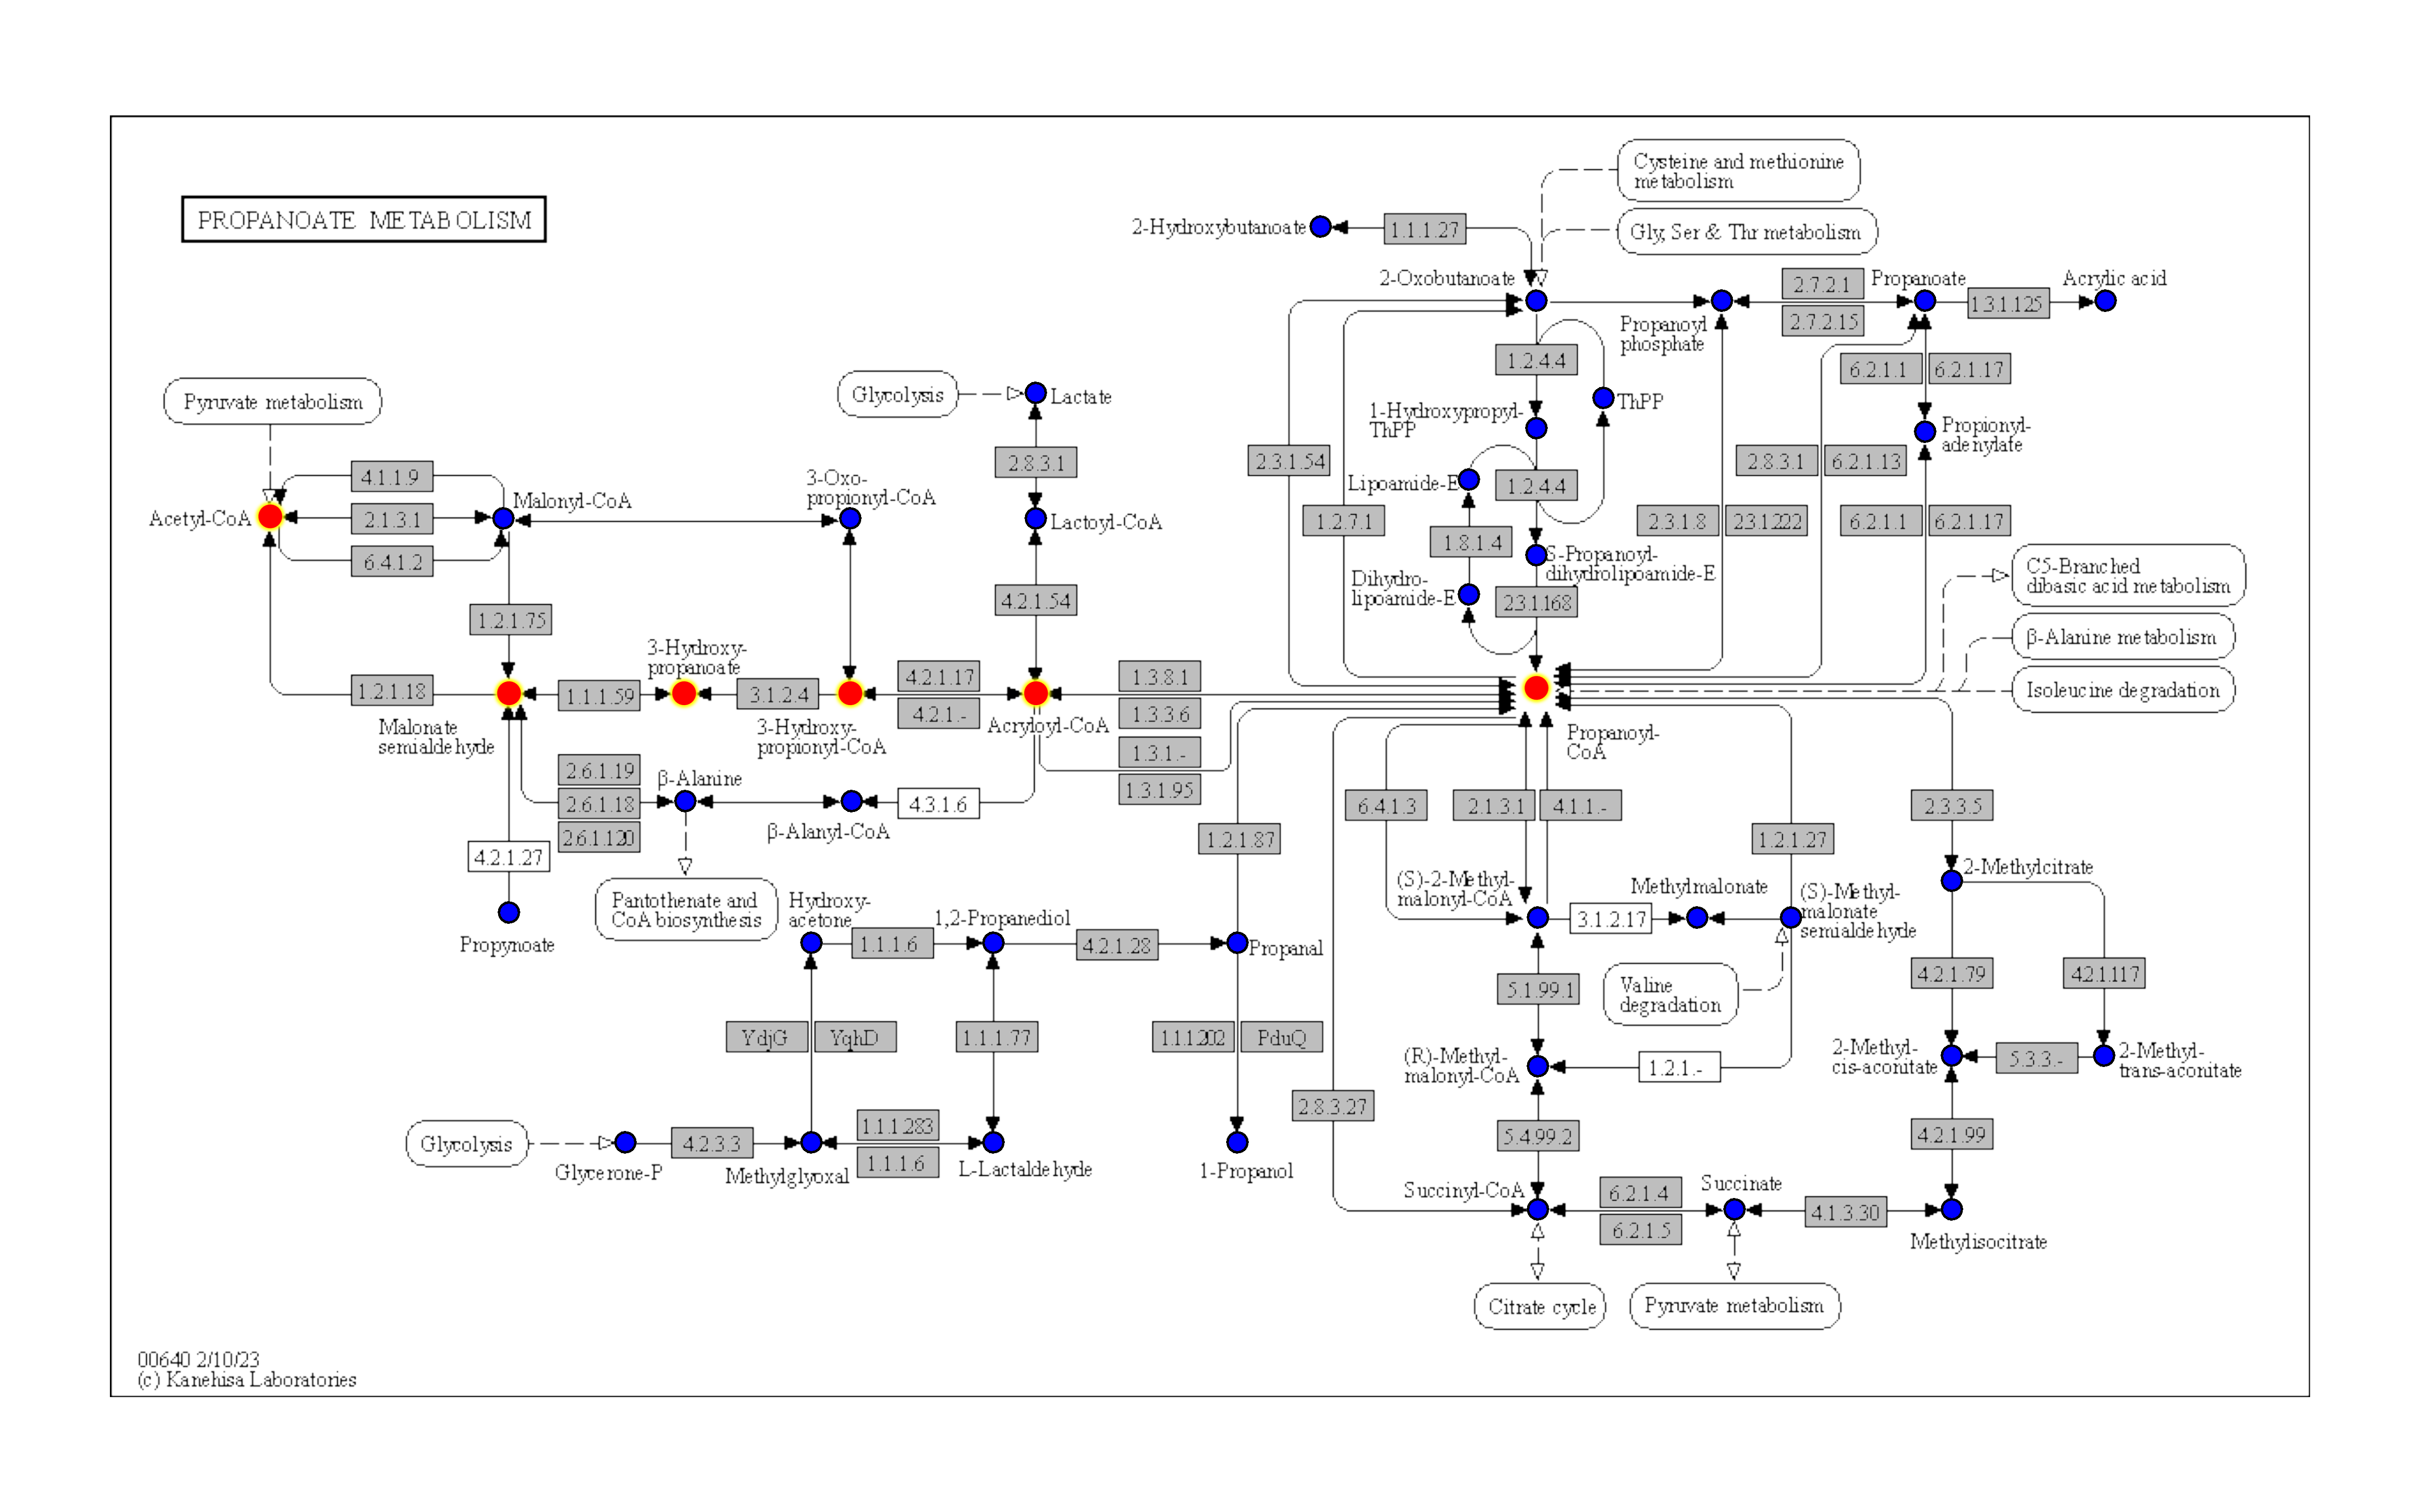 PROPANOATE METABOLISM
Cysteine and methionine
metabolism
Gly, Ser & Thr metabolism
2-Hydroxybutanoate
1.1.1.27
2-Oxobutanoate
2.7.2.1
2.7.2.15
Propanoate
1.3.1.125
Acrylic acid
Propanoyl
phosphate
1.2.4.4
ThPP
1-Hydroxypropyl-
ThPP
6.2.1.1
6.2.1.17
Propionyl-
adenylate
Pyruvate metabolism
Glycolysis
Lactate
2.8.3.1
4.1.1.9
2.1.3.1
6.4.1.2
Acetyl-CoA
Malonyl-CoA
3-Oxo-
propionyl-CoA
Lactoyl-CoA
4.2.1.54
2.3.1.54
1.2.7.1
Lipoamide-E
1.2.4.4
1.8.1.4
S-Propanoyl-
dihydrolipoamide-E
Dihydro-
lipoamide-E
2.3.1.168
2.8.3.1
6.2.1.13
2.3.1.8
2.3.1.222
6.2.1.1
6.2.1.17
C5-Branched
dibasic acid metabolism
β-Alanine metabolism
Isoleucine degradation
1.2.1.75
1.2.1.18
Malonate
semialdehyde
1.1.1.59
3-Hydroxy-
propanoate
3.1.2.4
3-Hydroxy-
propionyl-CoA
4.2.1.17
4.2.1.-
Acryloyl-CoA
1.3.8.1
1.3.3.6
1.3.1.-
1.3.1.95
Propanoyl-
CoA
2.6.1.19
2.6.1.18
2.6.1.120
β-Alanine
β-Alanyl-CoA
4.3.1.6
4.2.1.27
Propynoate
Pantothenate and
CoA biosynthesis
1.2.1.87
6.4.1.3
2.1.3.1
4.1.1.-
1.2.1.27
2.3.3.5
2-Methylcitrate
(S)-2-Methyl-
malonyl-CoA
3.1.2.17
Methylmalonate
(S)-Methyl-
malonate
semialdehyde
Hydroxy-
acetone
1.1.1.6
1,2-Propanediol
4.2.1.28
Propanal
5.1.99.1
Valine
degradation
4.2.1.79
4.2.1.117
YdjG
YqhD
1.1.1.77
1.1.1.202
PduQ
(R)-Methyl-
malonyl-CoA
1.2.1.-
2-Methyl-
cis-aconitate
5.3.3.-
2-Methyl-
trans-aconitate
2.8.3.27
5.4.99.2
4.2.1.99
Glycolysis
Glycerone-P
4.2.3.3
Methylglyoxal
1.1.1.283
1.1.1.6
L-Lactaldehyde
1-Propanol
Succinyl-CoA
6.2.1.4
6.2.1.5
Succinate
4.1.3.30
Methylisocitrate
Citrate cycle
Pyruvate metabolism
00640 2/10/23
(c) Kanehisa Laboratories